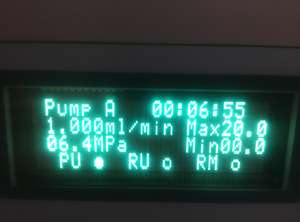 Pump A 00:06:55
1.000ml/min Max20.0
06.4MPa Min00.0
PU ● RU ○ RM ○